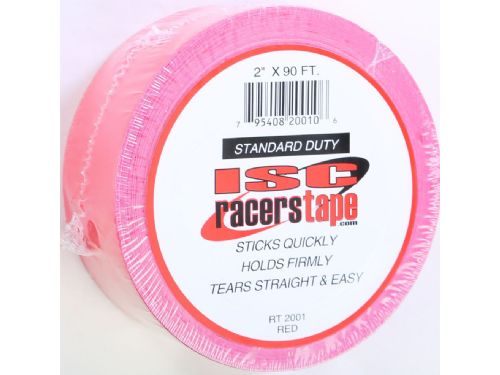 2" X 90 FT.
7 95408 20010 6
STANDARD DUTY
ISC
racerstape
.com
STICKS QUICKLY
HOLDS FIRMLY
TEARS STRAIGHT & EASY
RT 2001
RED